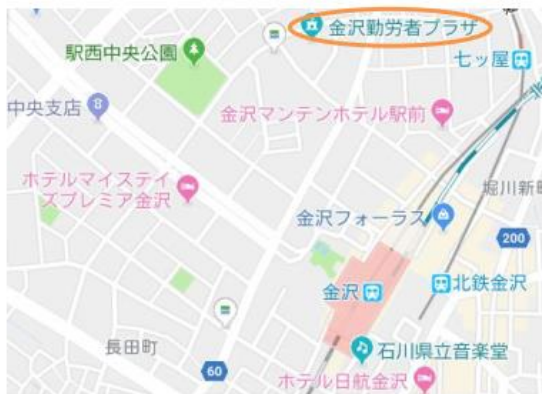 金沢勤労者プラザ
駅西中央公園
七ッ屋
中央支店
金沢マンテンホテル駅前
ホテルマイステイ
ズプレミア金沢
堀川新
金沢フォーラス
200
金沢
北鉄金沢
長田町
石川県立音楽堂
60
ホテル日航金沢